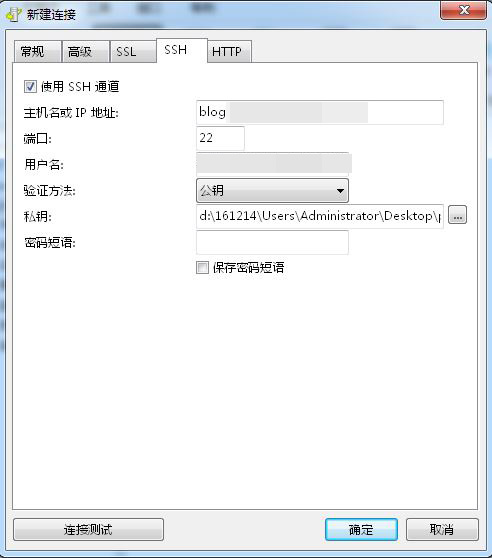 新建连接
常规 高级 SSL SSH HTTP
使用 SSH 通道
主机名或 IP 地址: blog
端口: 22
用户名:
验证方法: 公钥
私钥: d:\161214\Users\Administrator\Desktop\p ...
密码短语:
保存密码短语
连接测试 确定 取消